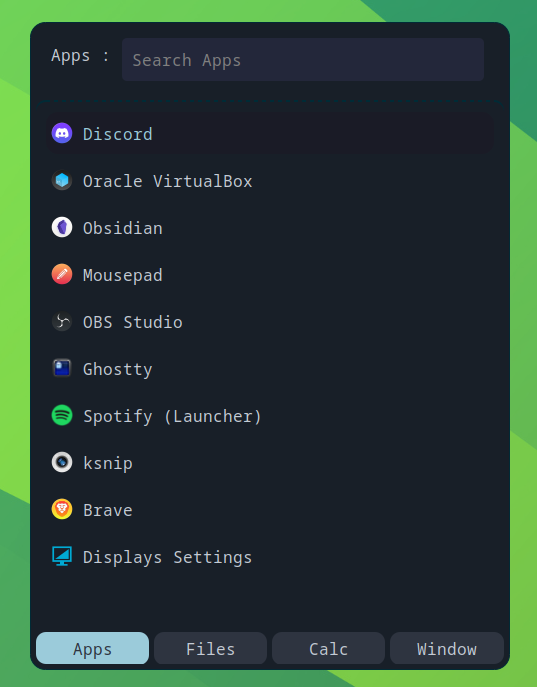 Apps : Search Apps
Discord
Oracle VirtualBox
Obsidian
Mousepad
OBS Studio
Ghostty
Spotify (Launcher)
ksnip
Brave
Displays Settings
Apps Files Calc Window